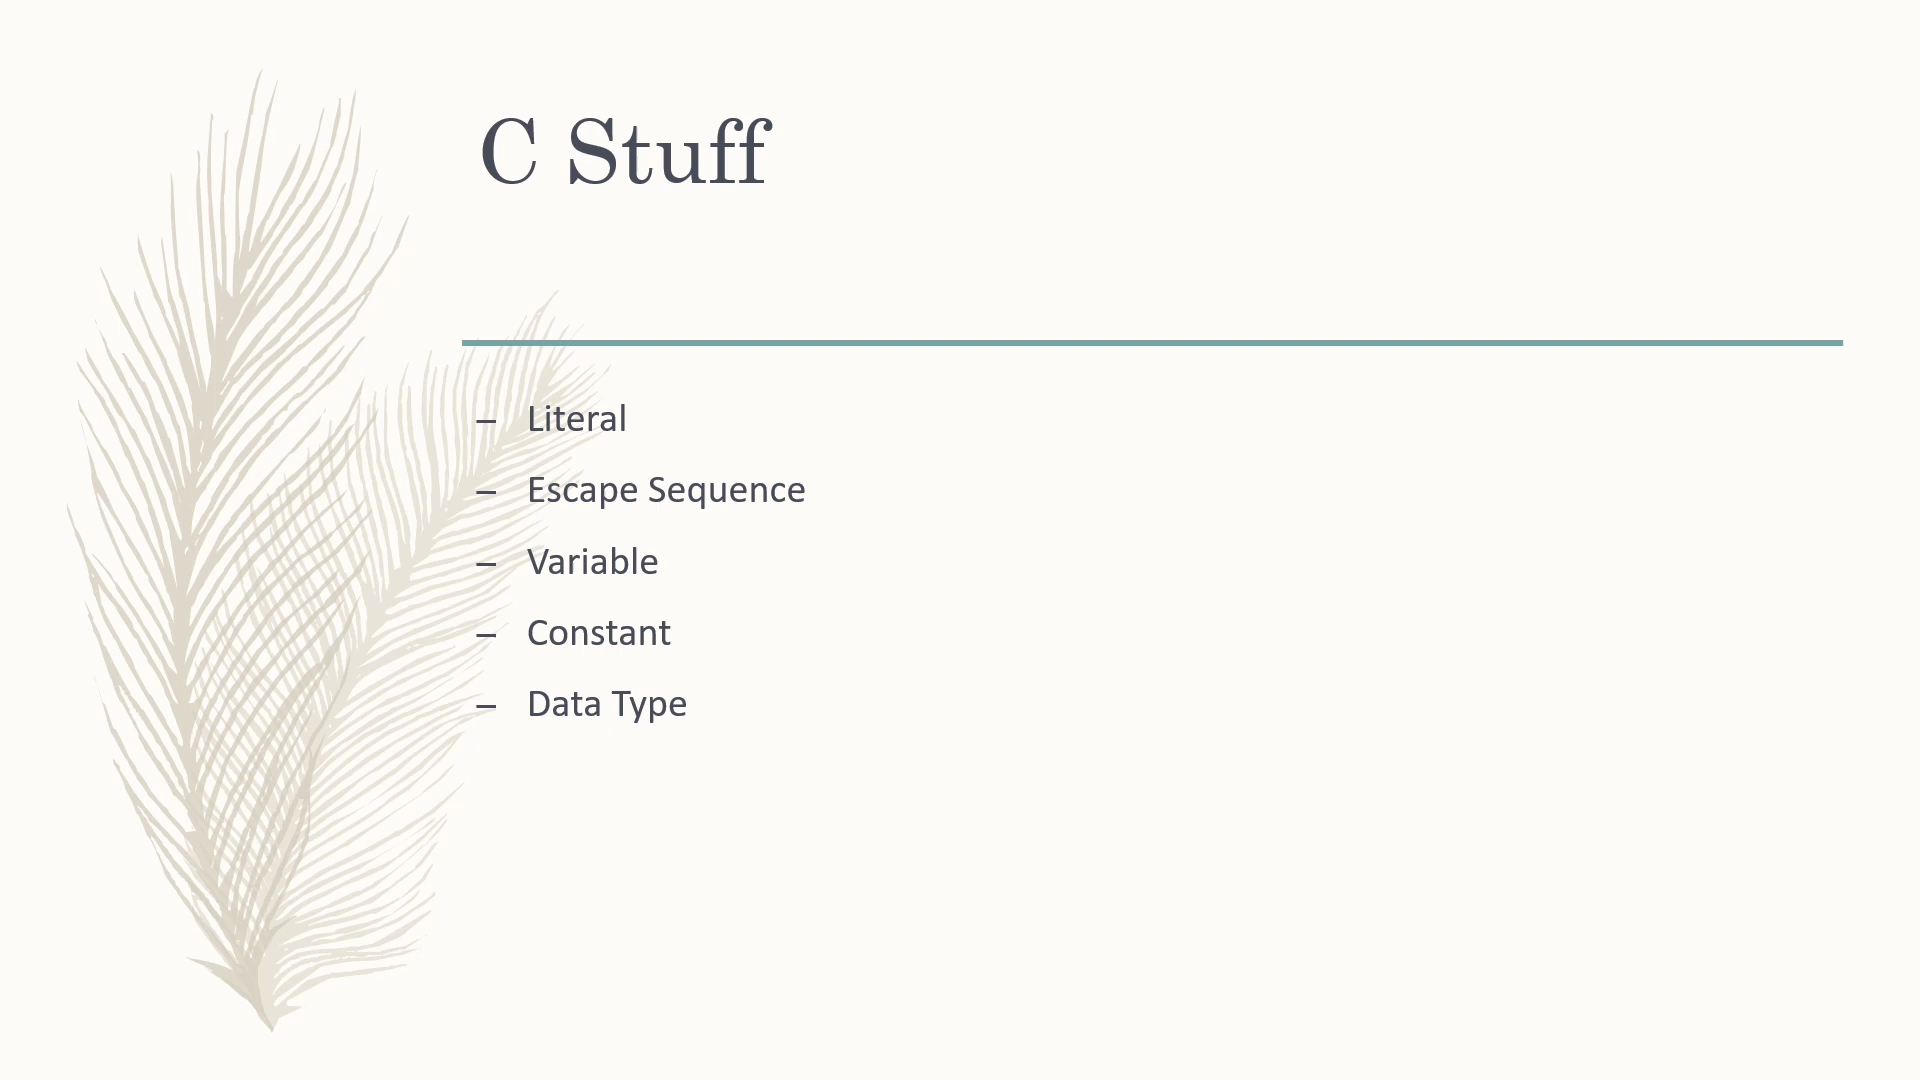 C Stuff
– Literal
– Escape Sequence
– Variable
– Constant
– Data Type